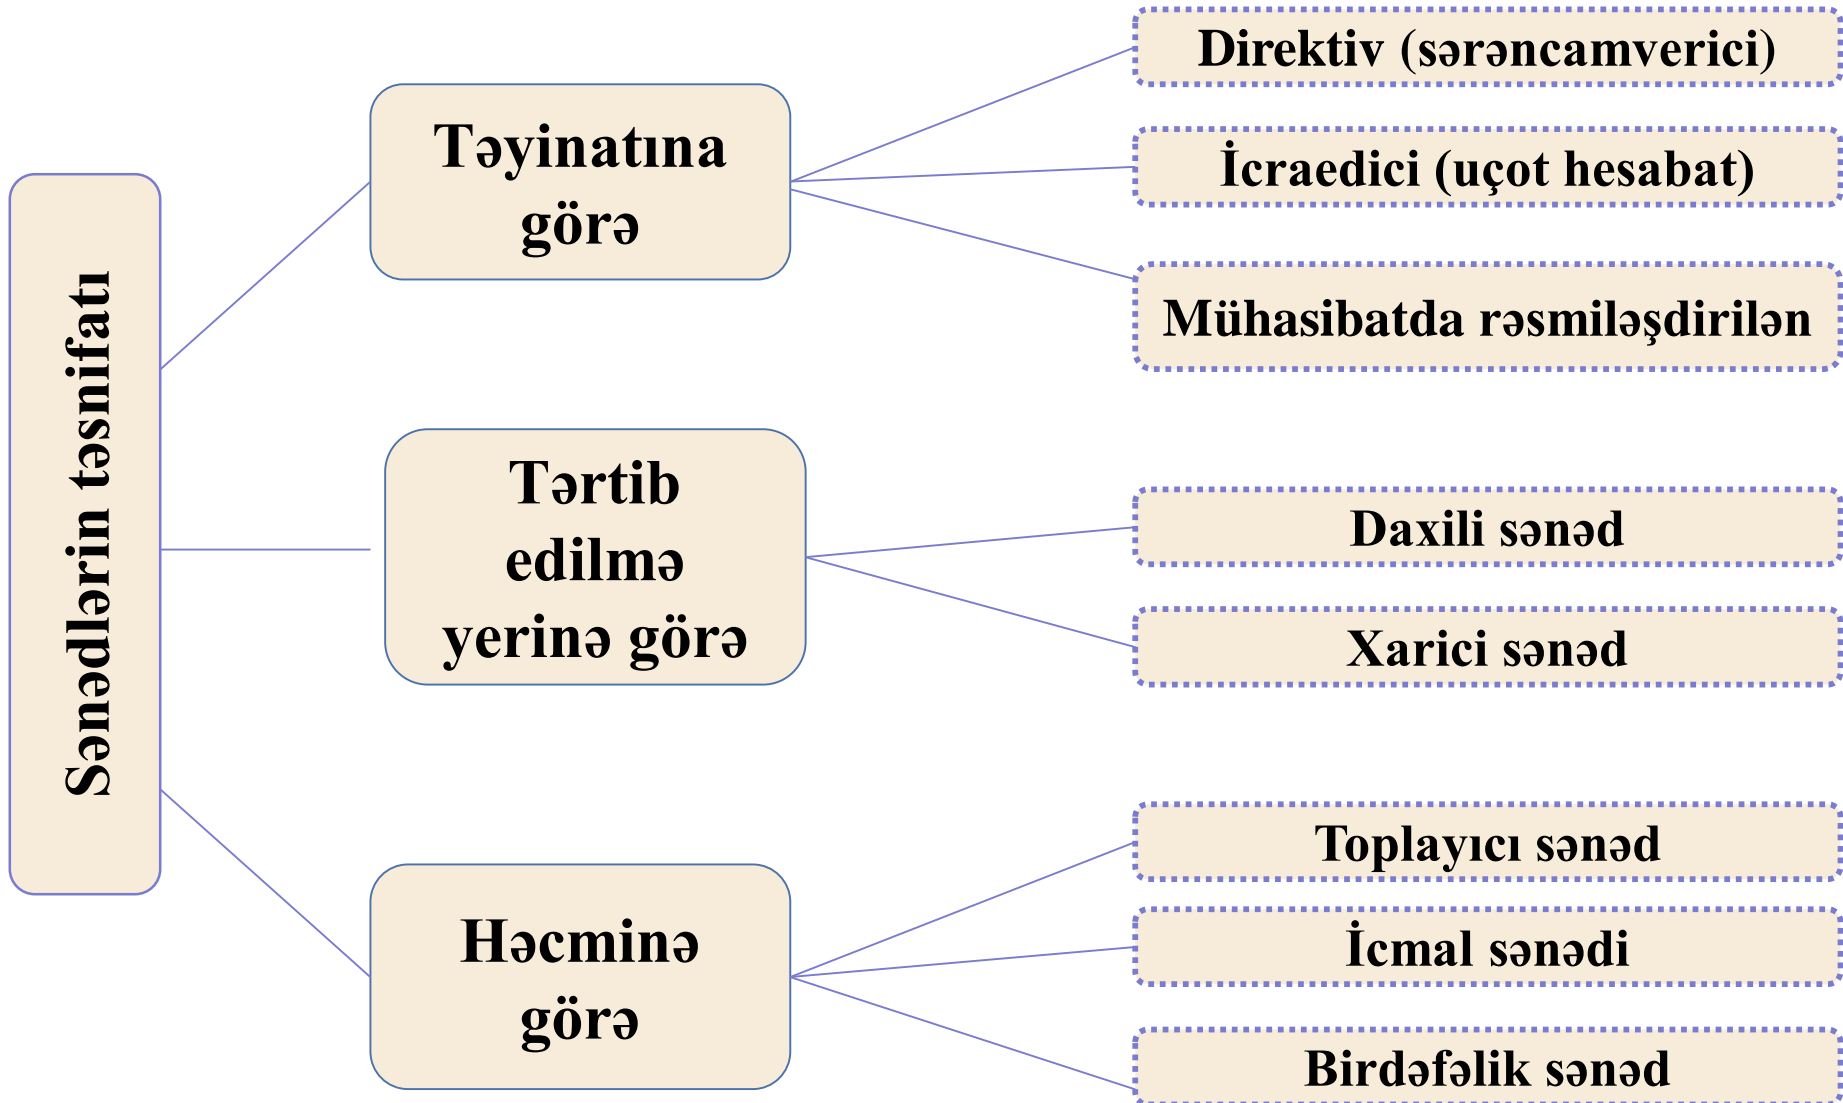 Sənədlərin təsnifatı
Təyinatına
görə
Direktiv (sərəncamverici)
İcraedici (uçot hesabat)
Mühasibatda rəsmiləşdirilən
Tərtib
edilmə
yerinə görə
Daxili sənəd
Xarici sənəd
Həcminə
görə
Toplayıcı sənəd
İcmal sənədi
Birdəfəlik sənəd